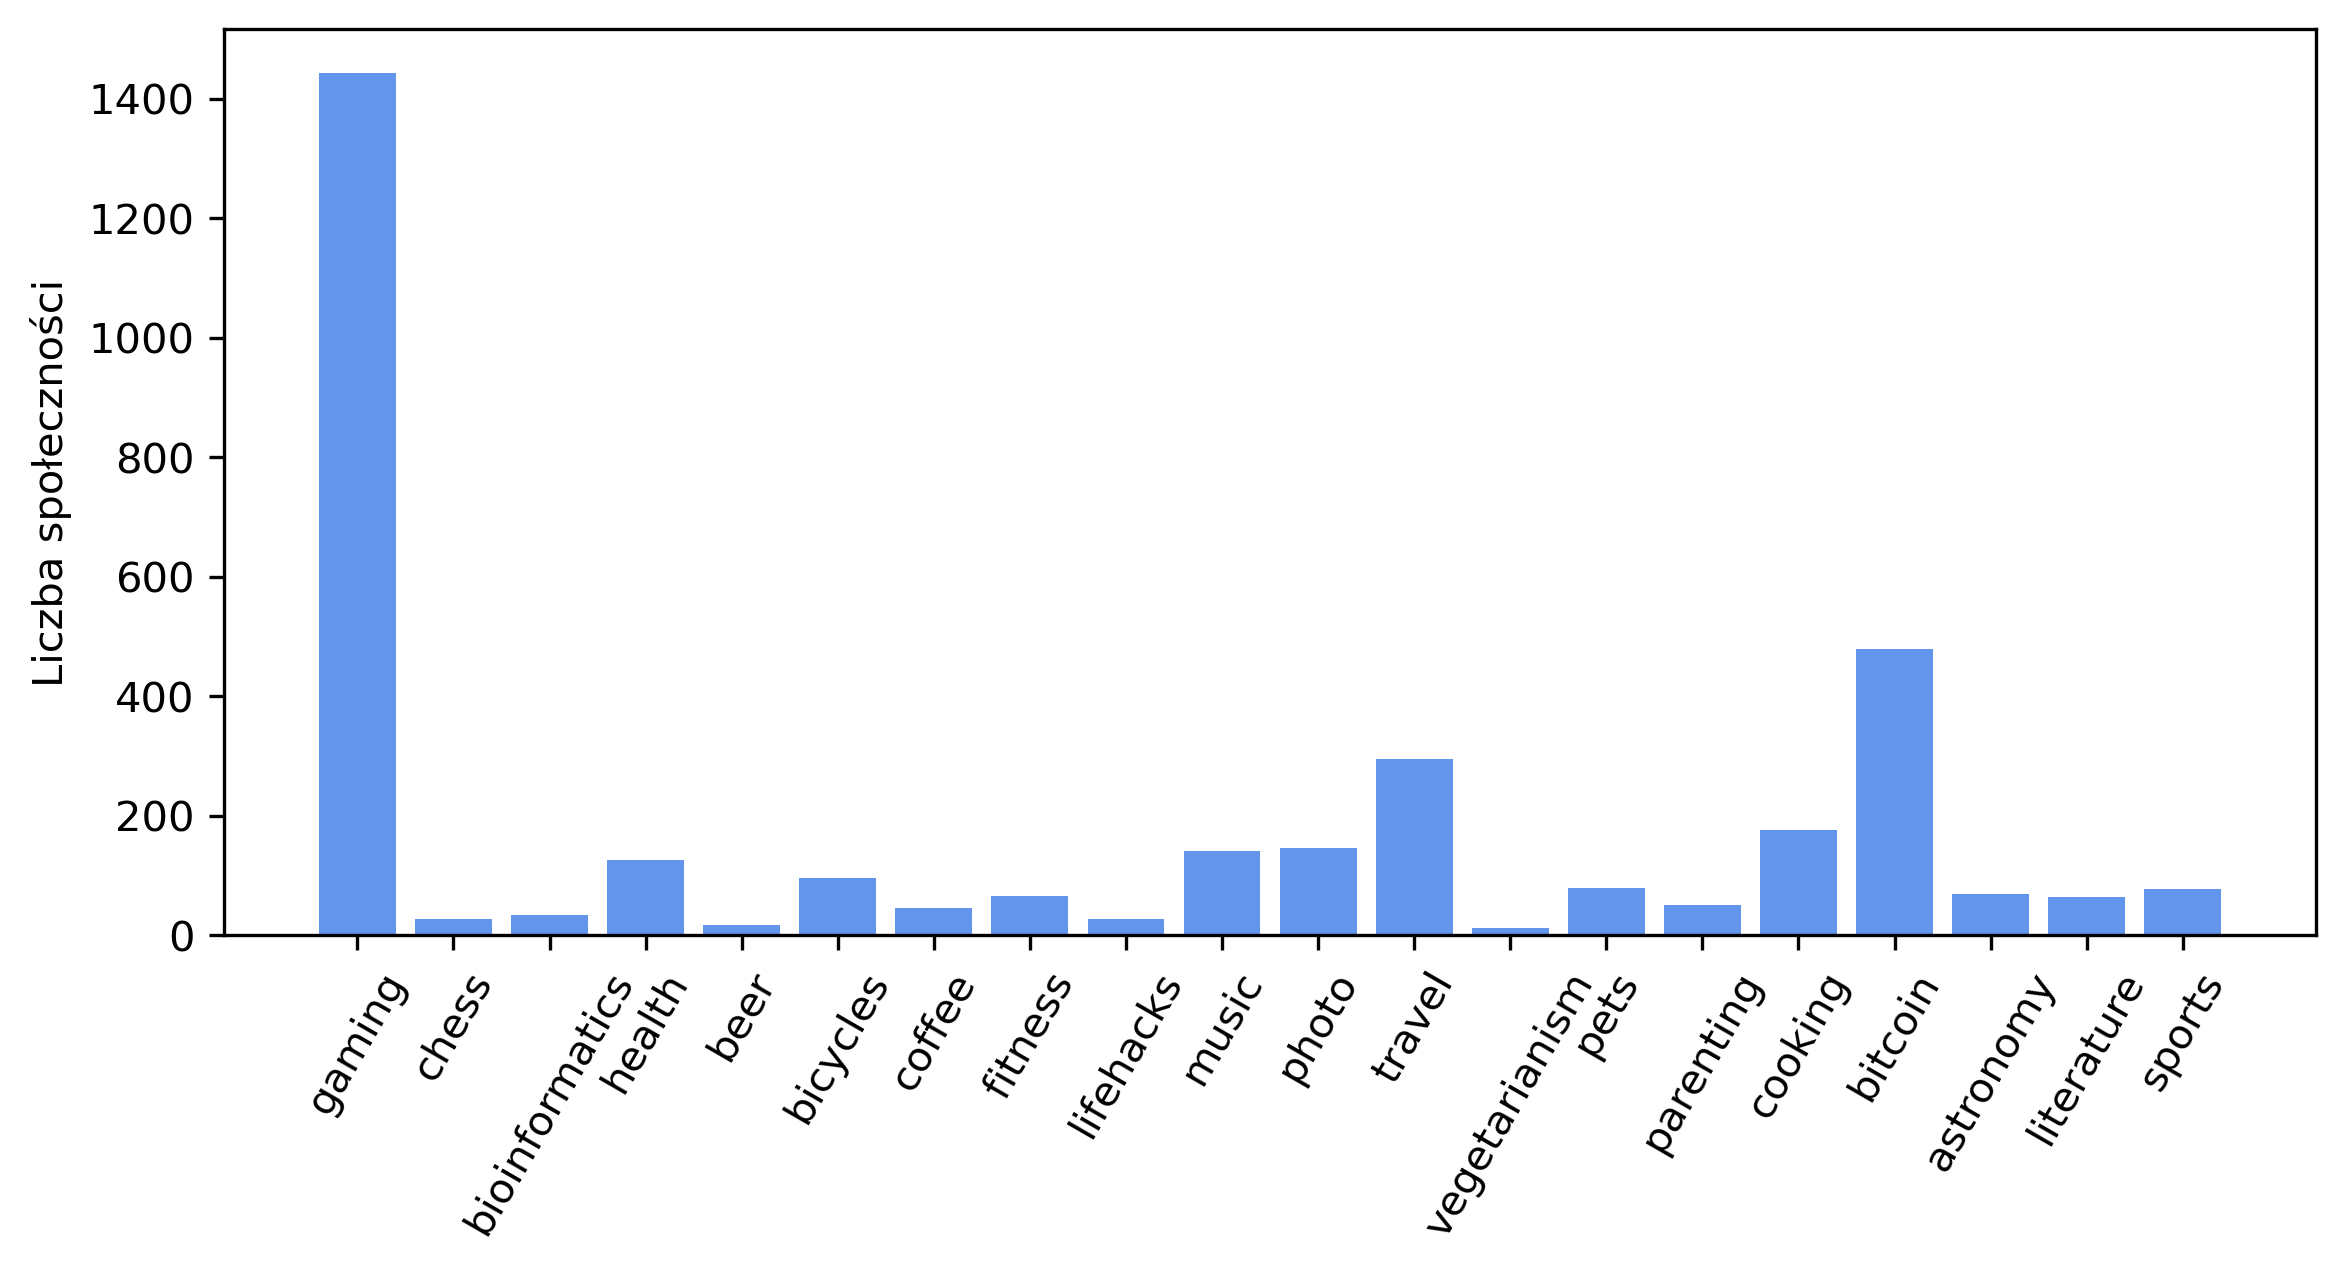 Liczba społeczności
1400
1200
1000
800
600
400
200
0
gaming
chess
bioinformatics
health
beer
bicycles
coffee
fitness
lifehacks
music
photo
travel
vegetarianism
pets
parenting
cooking
bitcoin
astronomy
literature
sports